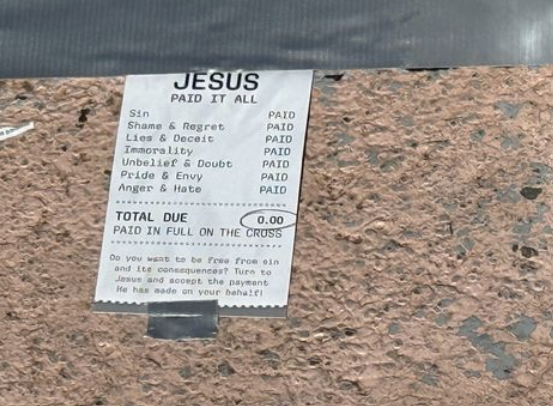 JESUS
PAID IT ALL
Sin PAID
Shame & Regret PAID
Lies & Deceit PAID
Immorality PAID
Unbelief & Doubt PAID
Pride & Envy PAID
Anger & Hate PAID
TOTAL DUE 0.00
PAID IN FULL ON THE CROSS
Do you want to be free from sin
and its consequences? Turn to
Jesus and accept the payment
He has made on your behalf!